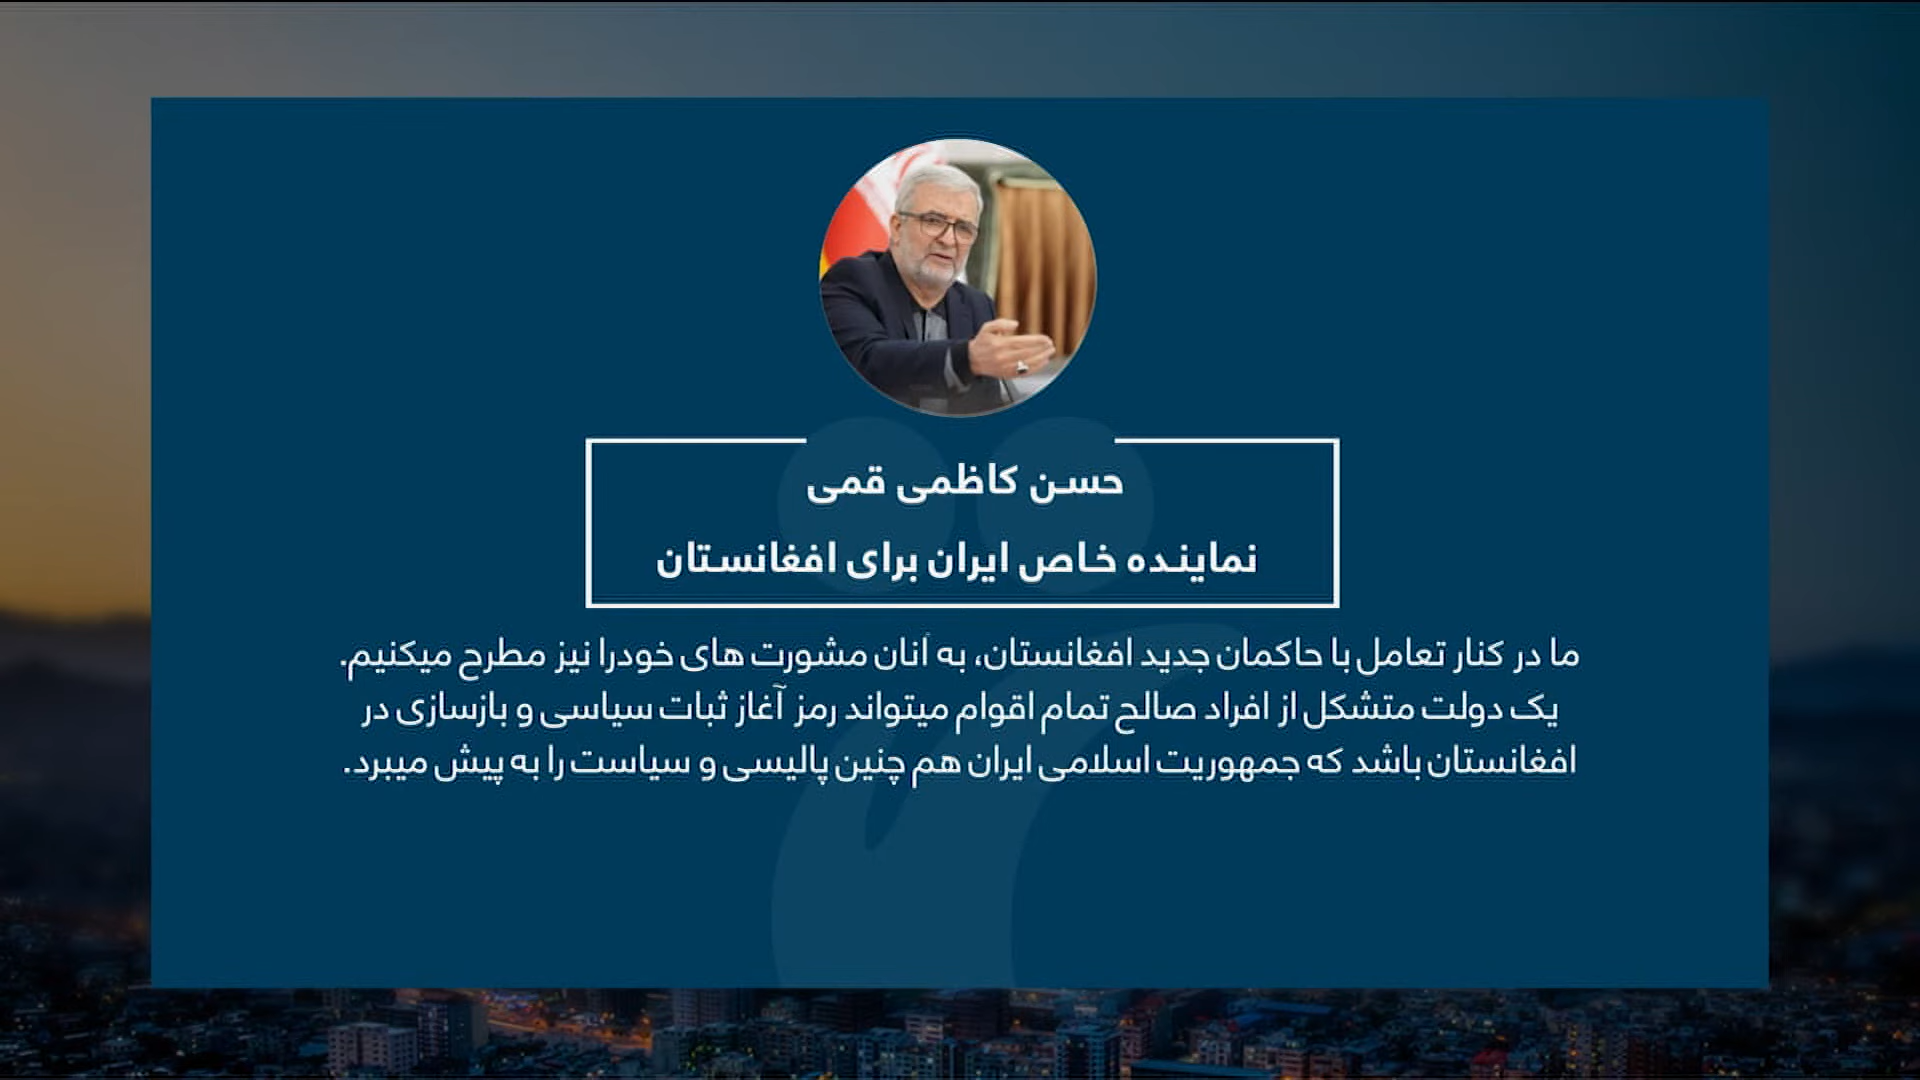 حسن کاظمی قمی
نماینده خاص ایران برای افغانستان
ما در کنار تعامل با حاکمان جدید افغانستان، به آنان مشورت های خودرا نیز مطرح میکنیم.
یک دولت متشکل از افراد صالح تمام اقوام میتواند رمز آغاز ثبات سیاسی و بازسازی در
افغانستان باشد که جمهوریت اسلامی ایران هم چنین پالیسی و سیاست را به پیش میبرد.